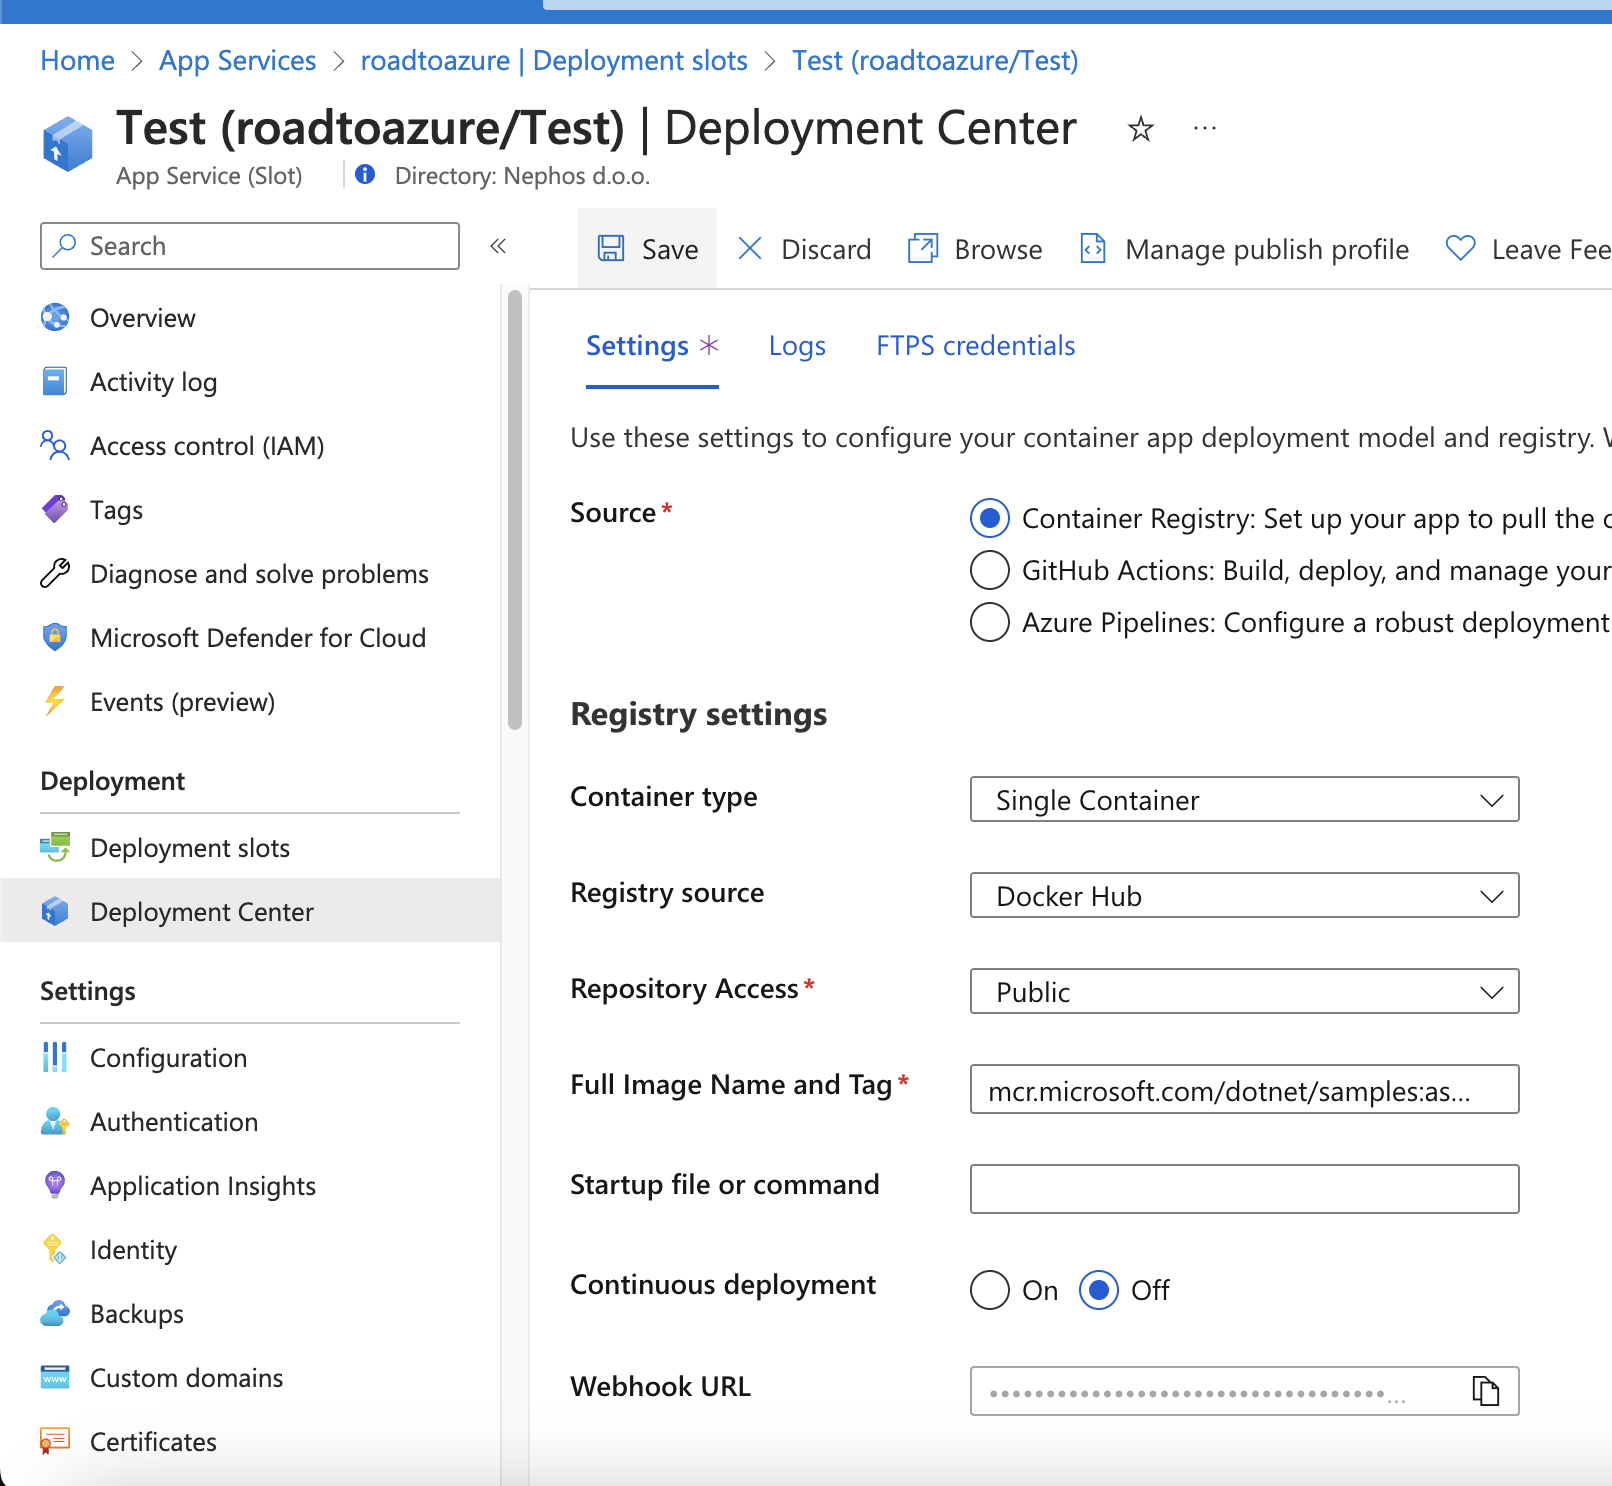 Home > App Services > roadtoazure | Deployment slots > Test (roadtoazure/Test)
Test (roadtoazure/Test) | Deployment Center
App Service (Slot)
Directory: Nephos d.o.o.
Search
«
Save
Discard
Browse
Manage publish profile
Leave Fee
Overview
Activity log
Access control (IAM)
Tags
Diagnose and solve problems
Microsoft Defender for Cloud
Events (preview)
Deployment
Deployment slots
Deployment Center
Settings
Configuration
Authentication
Application Insights
Identity
Backups
Custom domains
Certificates
Settings *
Logs
FTPS credentials
Use these settings to configure your container app deployment model and registry.
Source *
Container Registry: Set up your app to pull the
GitHub Actions: Build, deploy, and manage your
Azure Pipelines: Configure a robust deployment
Registry settings
Container type
Single Container
Registry source
Docker Hub
Repository Access *
Public
Full Image Name and Tag *
mcr.microsoft.com/dotnet/samples:as...
Startup file or command
Continuous deployment
On
Off
Webhook URL